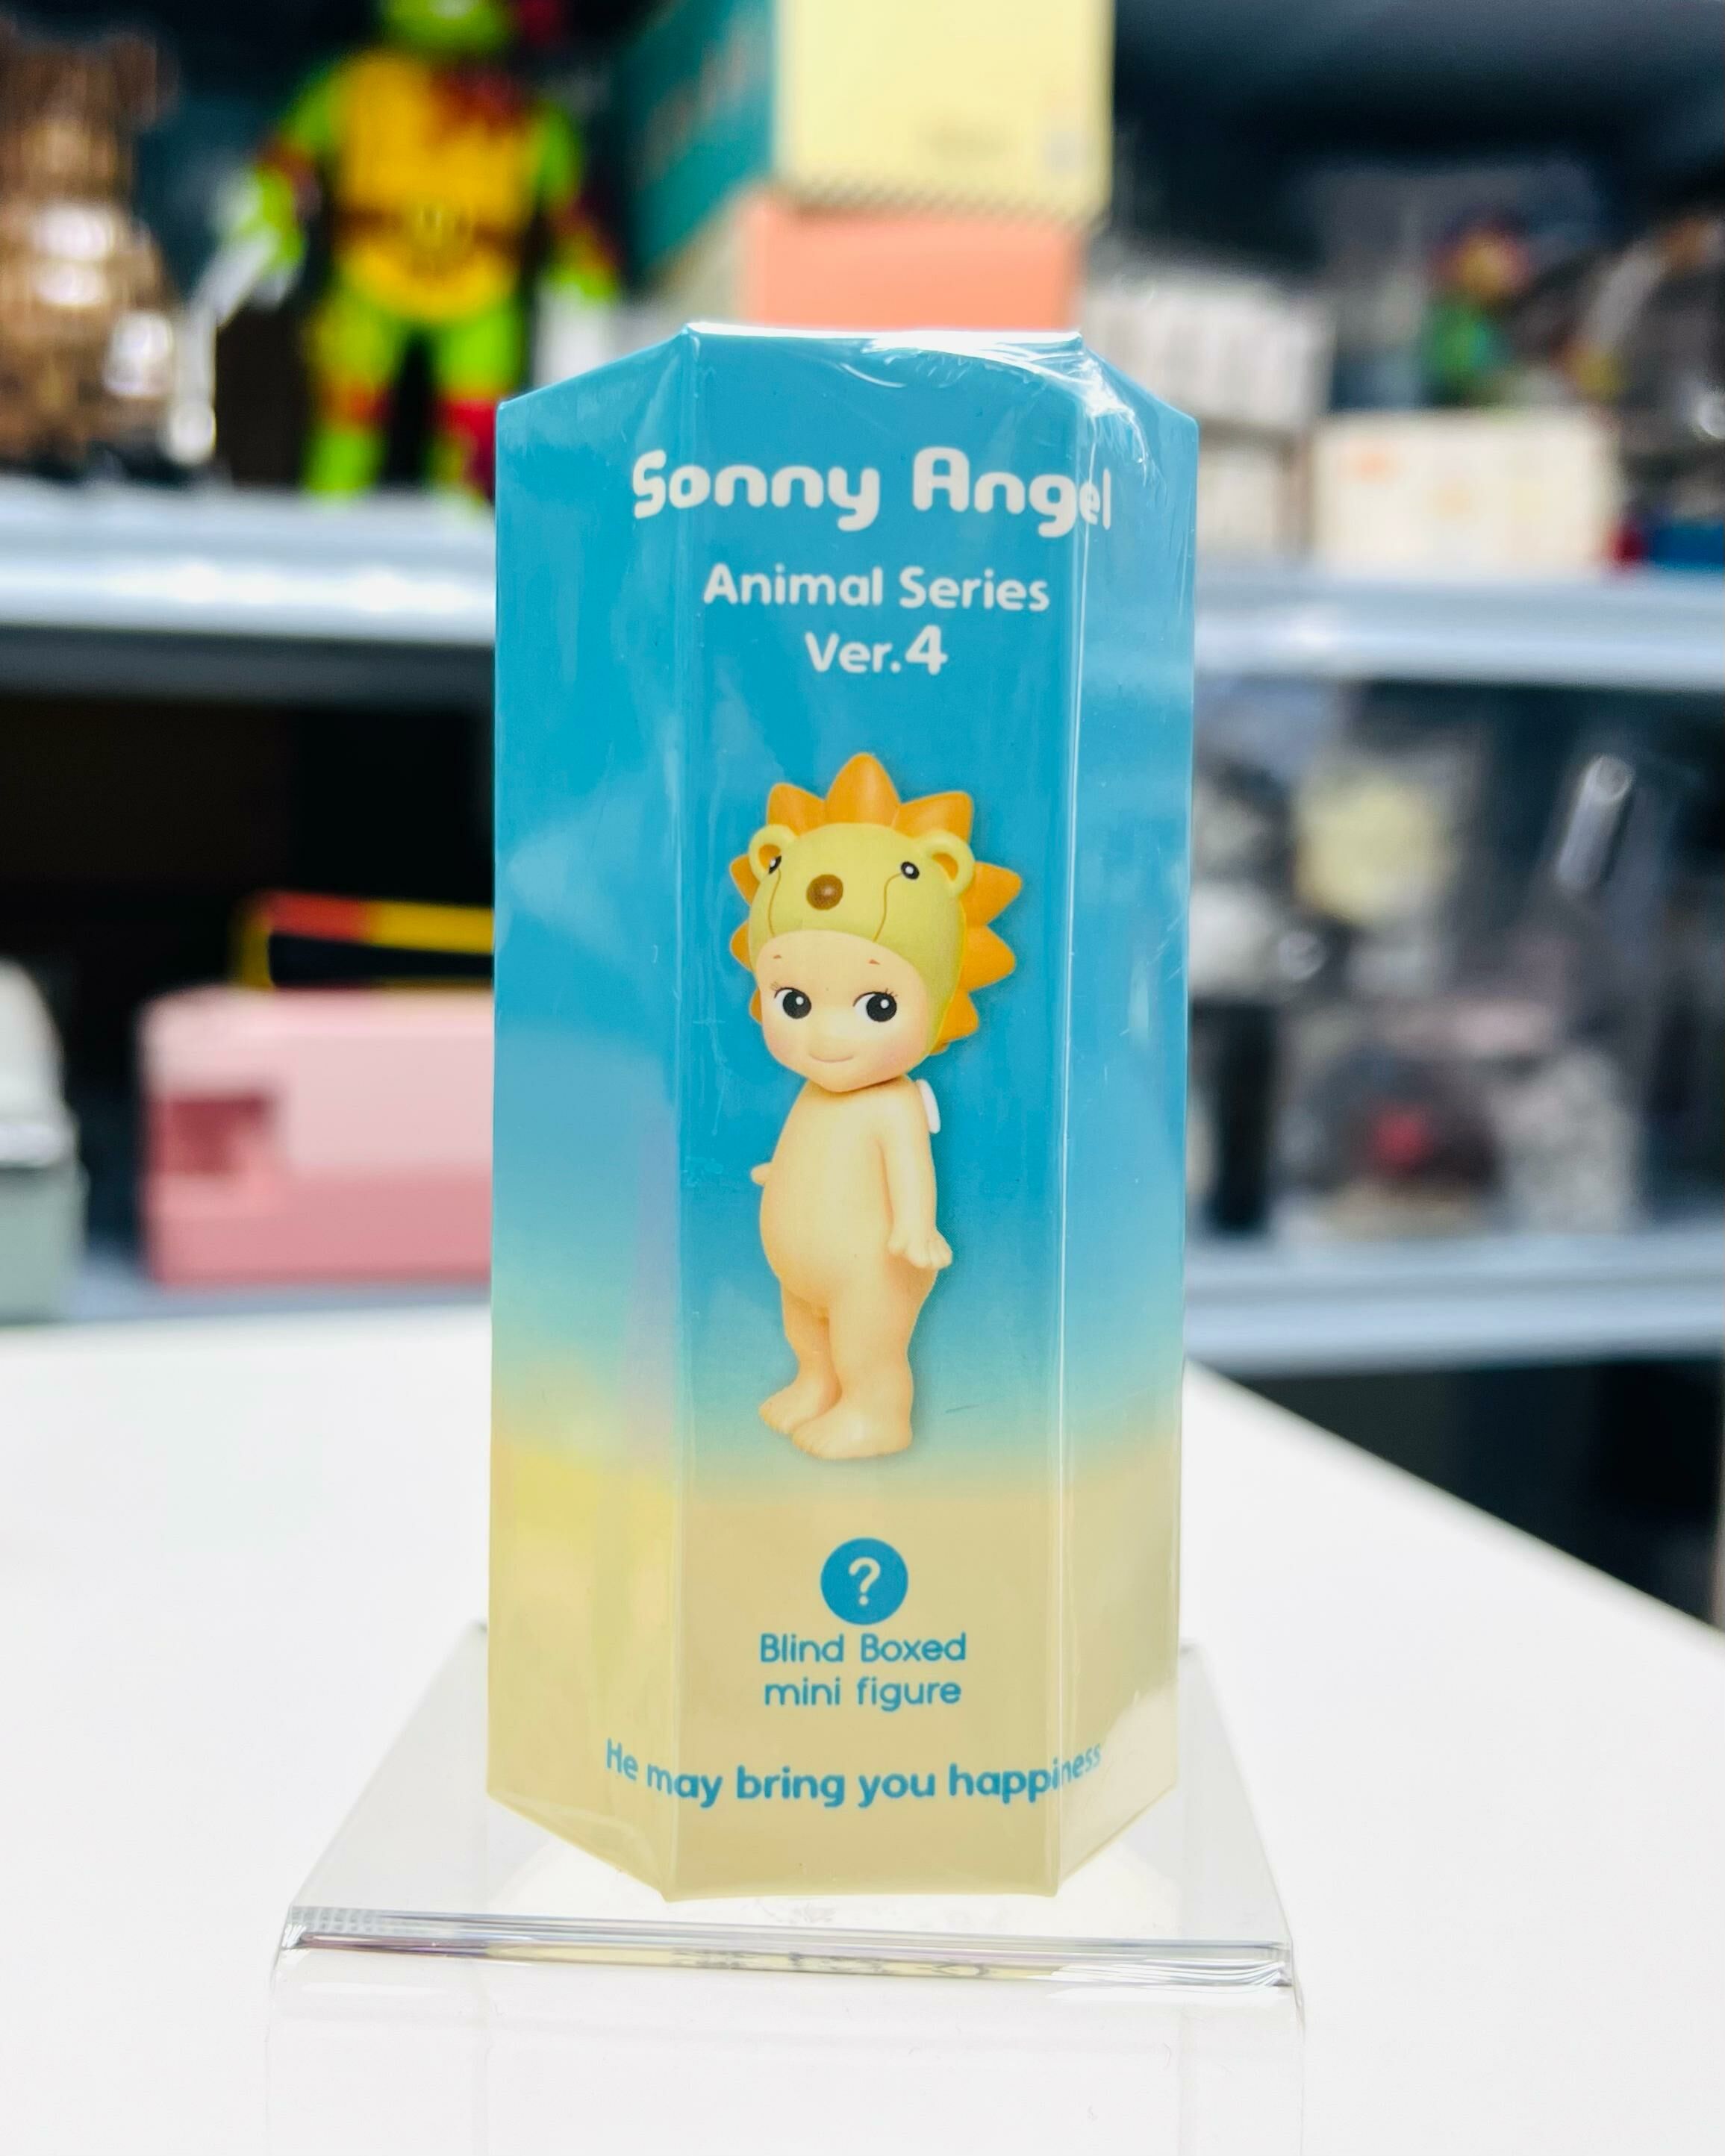 Sonny Angel
Animal Series
Ver.4
?
Blind Boxed
mini figure
He may bring you happiness